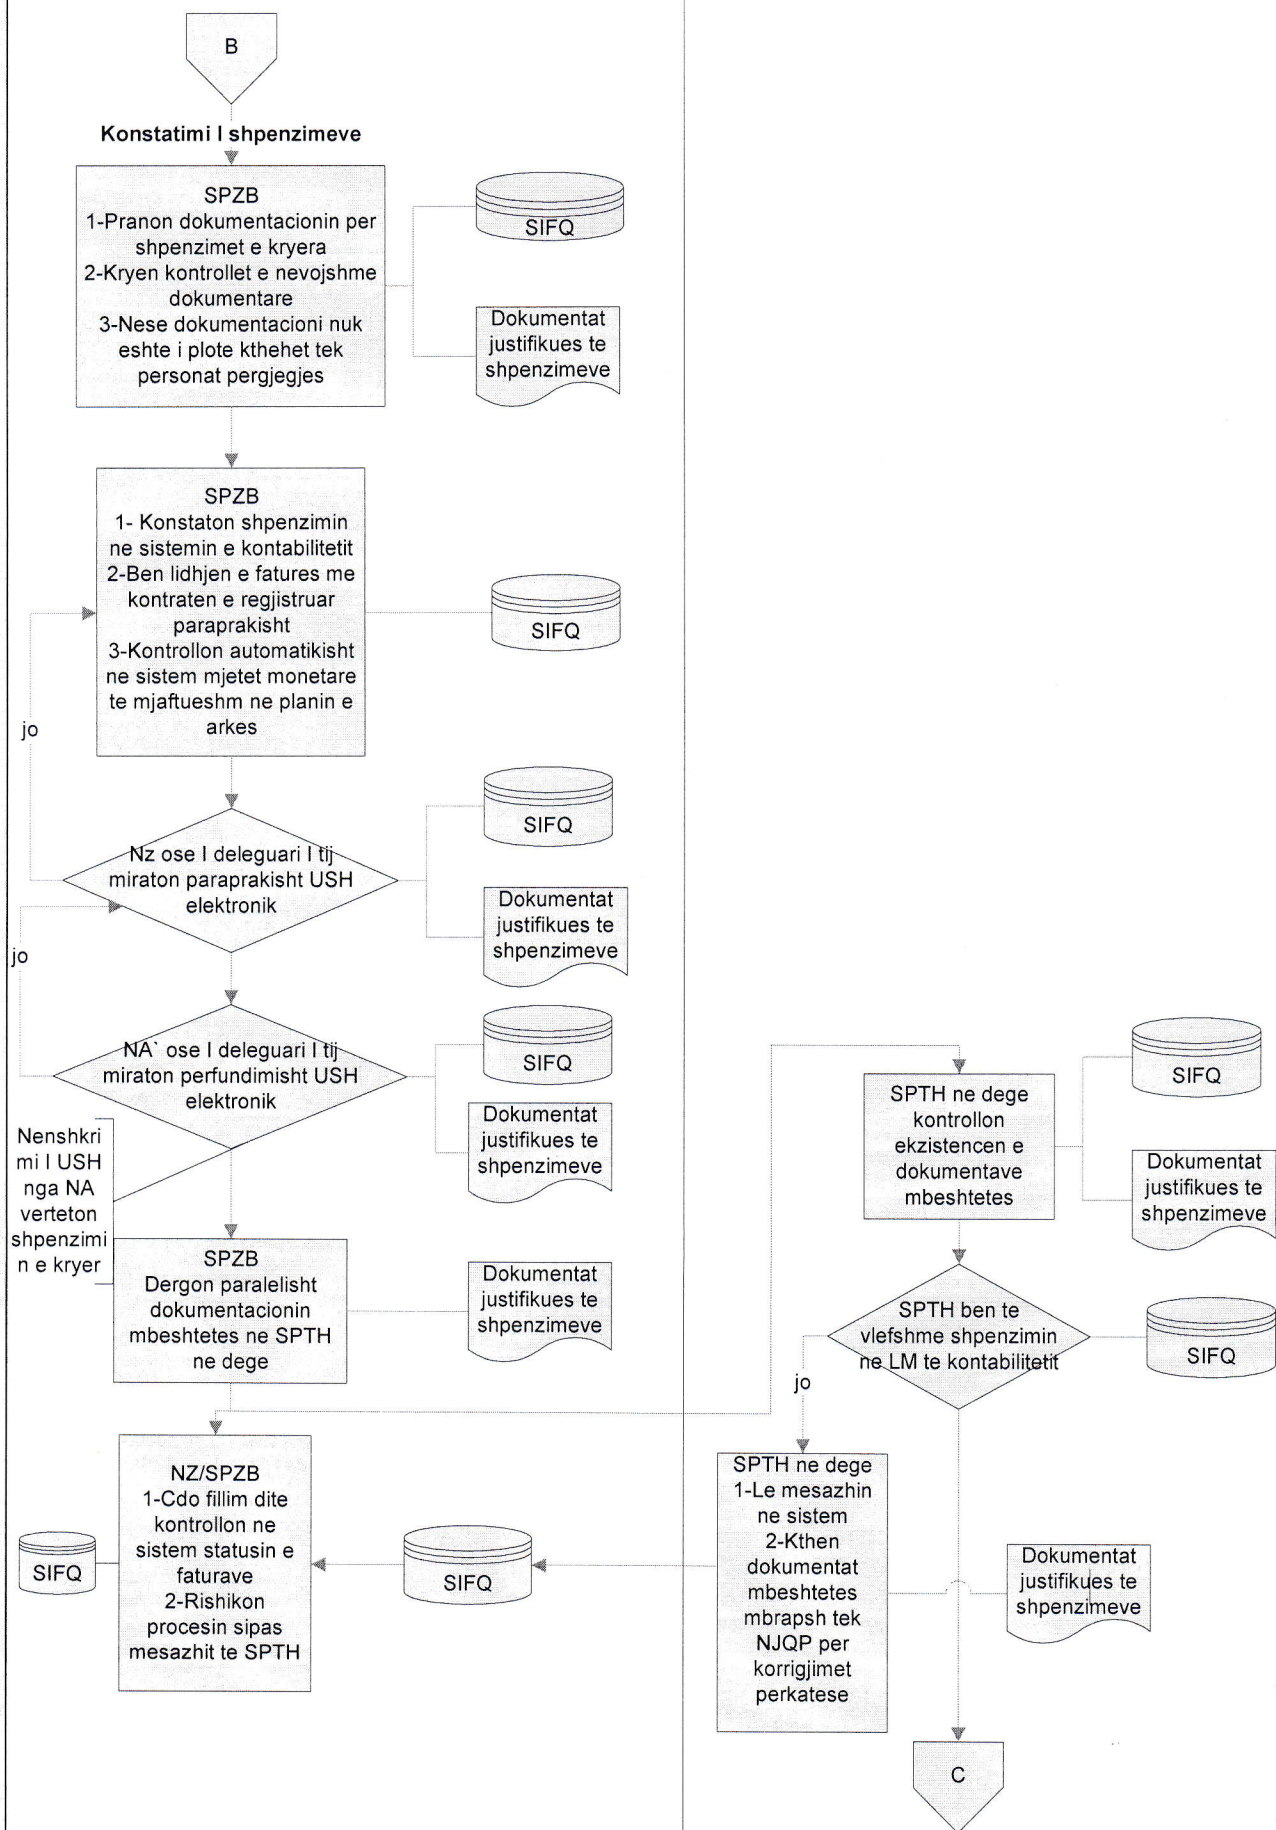 B
Konstatimi I shpenzimeve
SPZB
1-Pranon dokumentacionin per
shpenzimet e kryera
2-Kryen kontrollet e nevojshme
dokumentare
3-Nese dokumentacioni nuk
eshte i plote kthehet tek
personat pergjegjes
SIFQ
Dokumentat
justifikues te
shpenzimeve
SPZB
1- Konstaton shpenzimin
ne sistemin e kontabilitetit
2-Ben lidhjen e fatures me
kontraten e regjistruar
paraprakisht
3-Kontrollon automatikisht
ne sistem mjetet monetare
te mjaftueshm ne planin e
arkes
SIFQ
jo
Nz ose I deleguari I tij
miraton paraprakisht USH
elektronik
SIFQ
Dokumentat
justifikues te
shpenzimeve
jo
NA` ose I deleguari I tij
miraton perfundimisht USH
elektronik
SIFQ
Dokumentat
justifikues te
shpenzimeve
Nenshkri
mi I USH
nga NA
verteton
shpenzimi
n e kryer
SPZB
Dergon paralelisht
dokumentacionin
mbeshtetes ne SPTH
ne dege
Dokumentat
justifikues te
shpenzimeve
NZ/SPZB
1-Cdo fillim dite
kontrollon ne
sistem statusin e
faturave
2-Rishikon
procesin sipas
mesazhit te SPTH
SIFQ
SIFQ
SPTH ne dege
kontrollon
ekzistencen e
dokumentave
mbeshtetes
SIFQ
Dokumentat
justifikues te
shpenzimeve
SPTH ben te
vlefshme shpenzimin
ne LM te kontabilitetit
SIFQ
jo
SPTH ne dege
1-Le mesazhin
ne sistem
2-Kthen
dokumentat
mbeshtetes
mbrapsh tek
NJQP per
korrigjimet
perkatese
Dokumentat
justifikues te
shpenzimeve
C